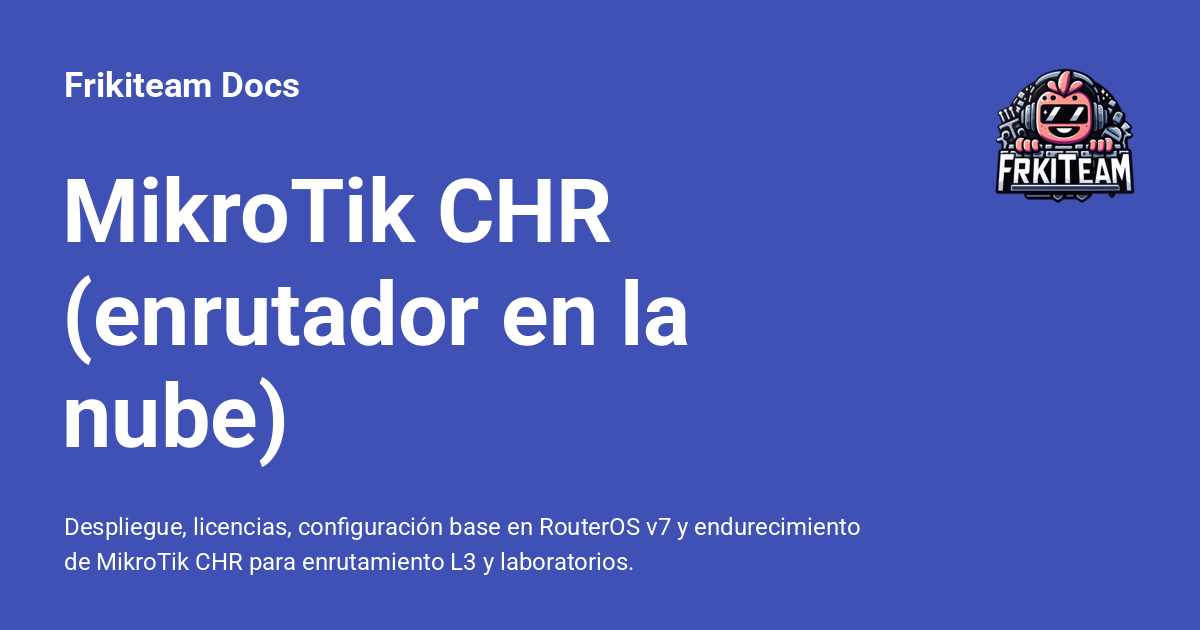 Frikiteam Docs
FRKITEAM
MikroTik CHR
(enrutador en la
nube)
Despliegue, licencias, configuración base en RouterOS v7 y endurecimiento
de MikroTik CHR para enrutamiento L3 y laboratorios.